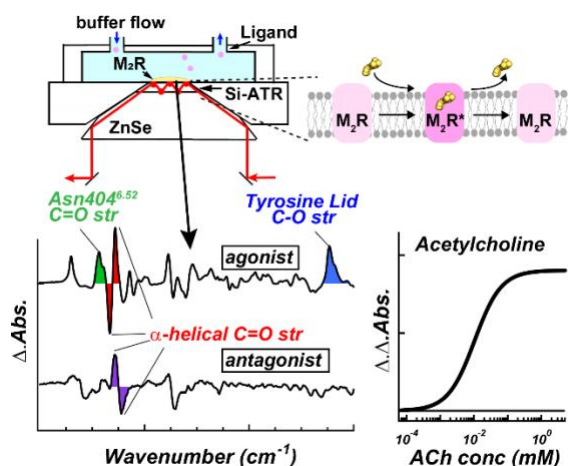 buffer flow
Ligand
M₂R
Si-ATR
ZnSe
M₂R
M₂R*
M₂R
Asn404⁶·⁵²
C=O str
Tyrosine Lid
C-O str
agonist
α-helical C=O str
antagonist
Δ.Abs.
Wavenumber (cm⁻¹)
Acetylcholine
Δ.Δ.Abs.
10⁻⁴ 10⁻² 10⁰
ACh conc (mM)